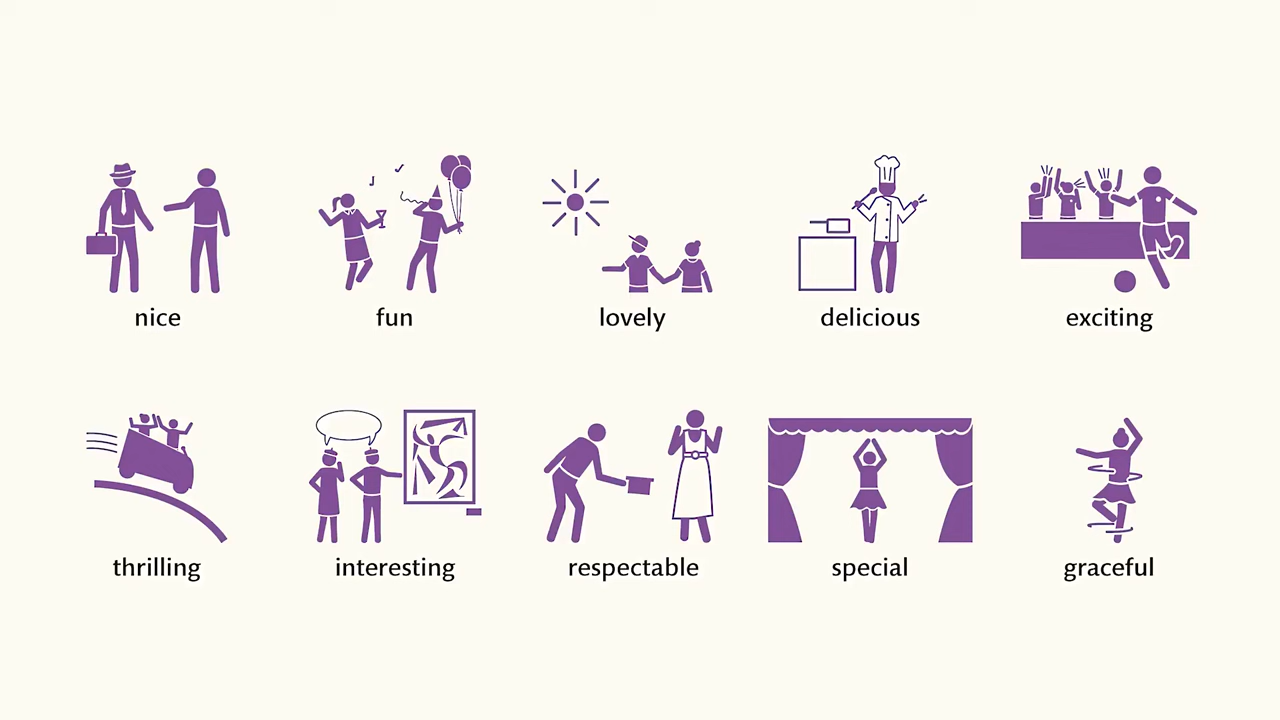 nice
fun
lovely
delicious
exciting
thrilling
interesting
respectable
special
graceful